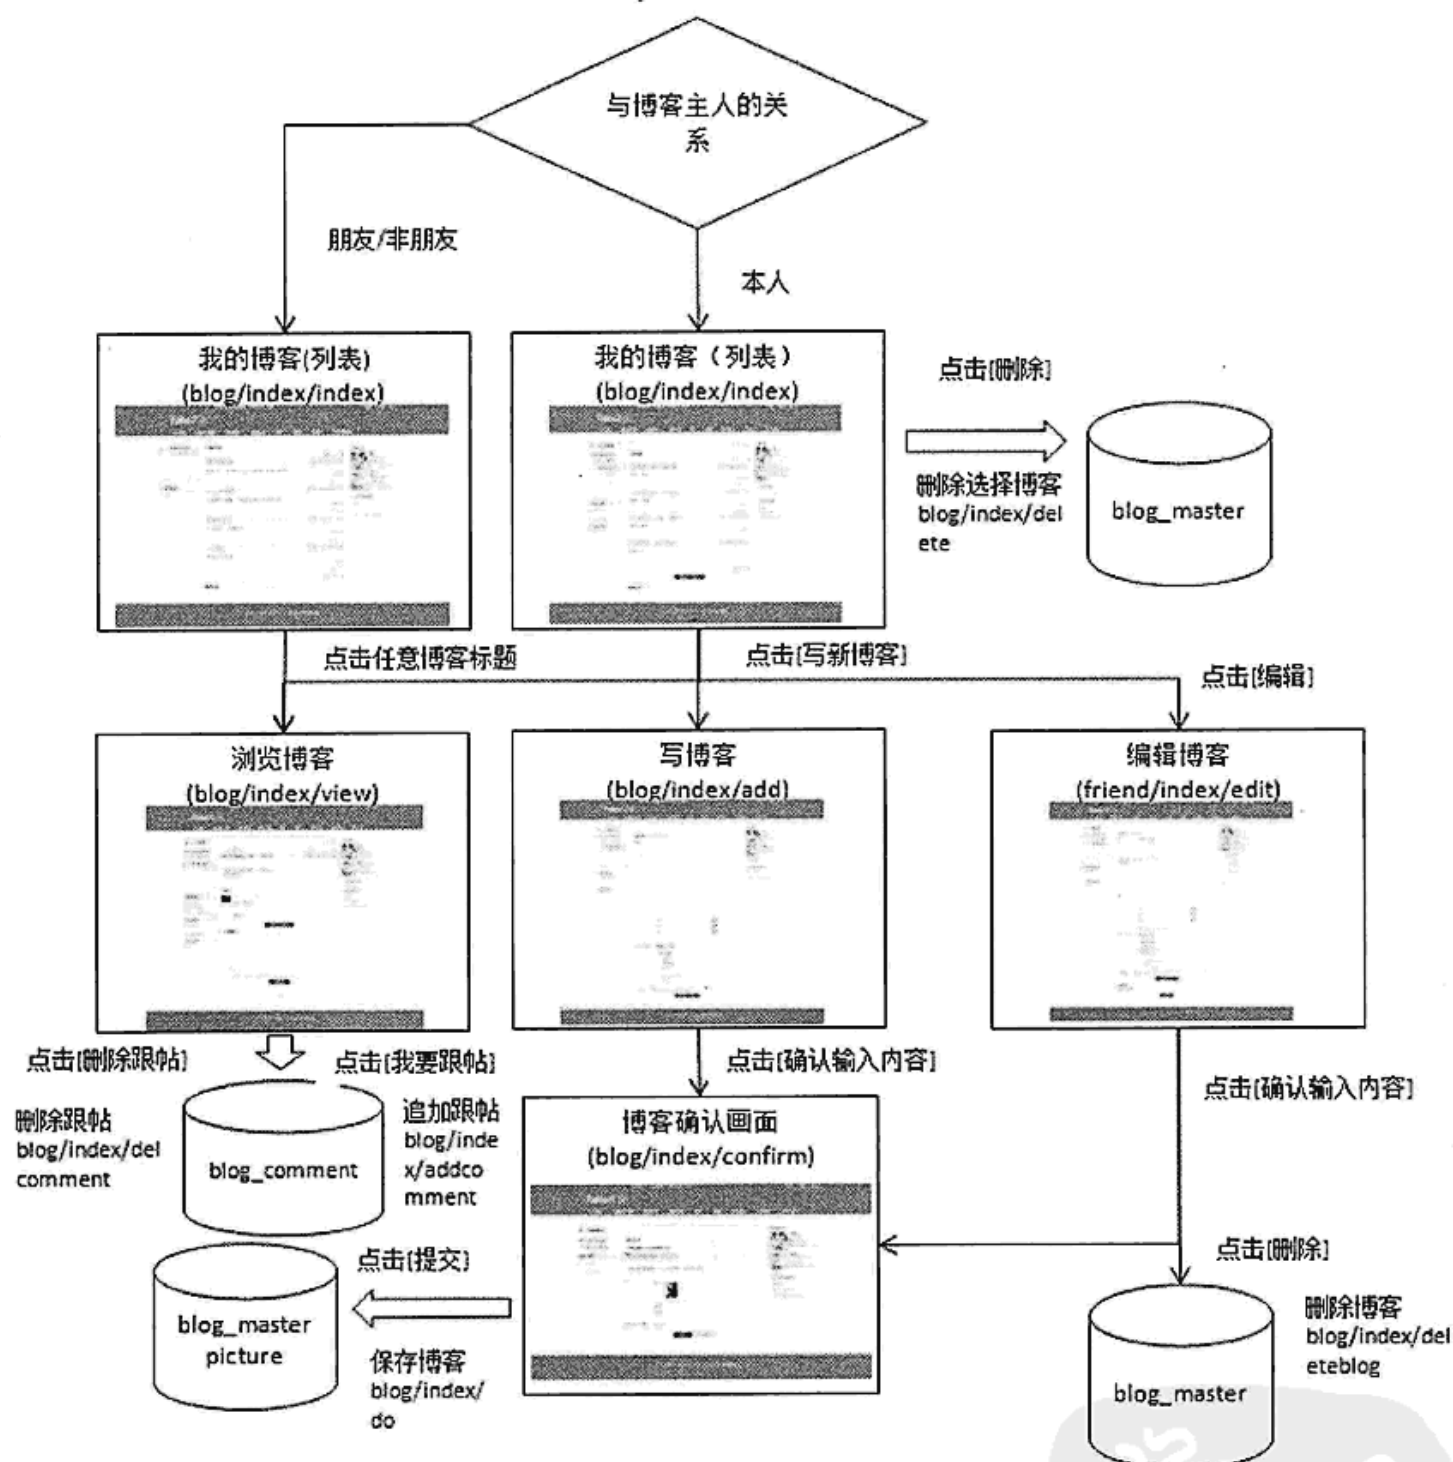 与博客主人的关
系
朋友/非朋友
本人
我的博客(列表)
(blog/index/index)
我的博客（列表）
(blog/index/index)
点击[删除]
删除选择博客
blog/index/del
ete
blog_master
点击任意博客标题
点击[写新博客]
点击[编辑]
浏览博客
(blog/index/view)
写博客
(blog/index/add)
编辑博客
(friend/index/edit)
点击[删除跟帖]
点击[我要跟帖]
点击[确认输入内容]
点击[确认输入内容]
删除跟帖
blog/index/del
comment
blog_comment
追加跟帖
blog/inde
x/addco
mment
博客确认画面
(blog/index/confirm)
点击[提交]
blog_master
picture
保存博客
blog/index/
do
点击[删除]
删除博客
blog/index/del
eteblog
blog_master